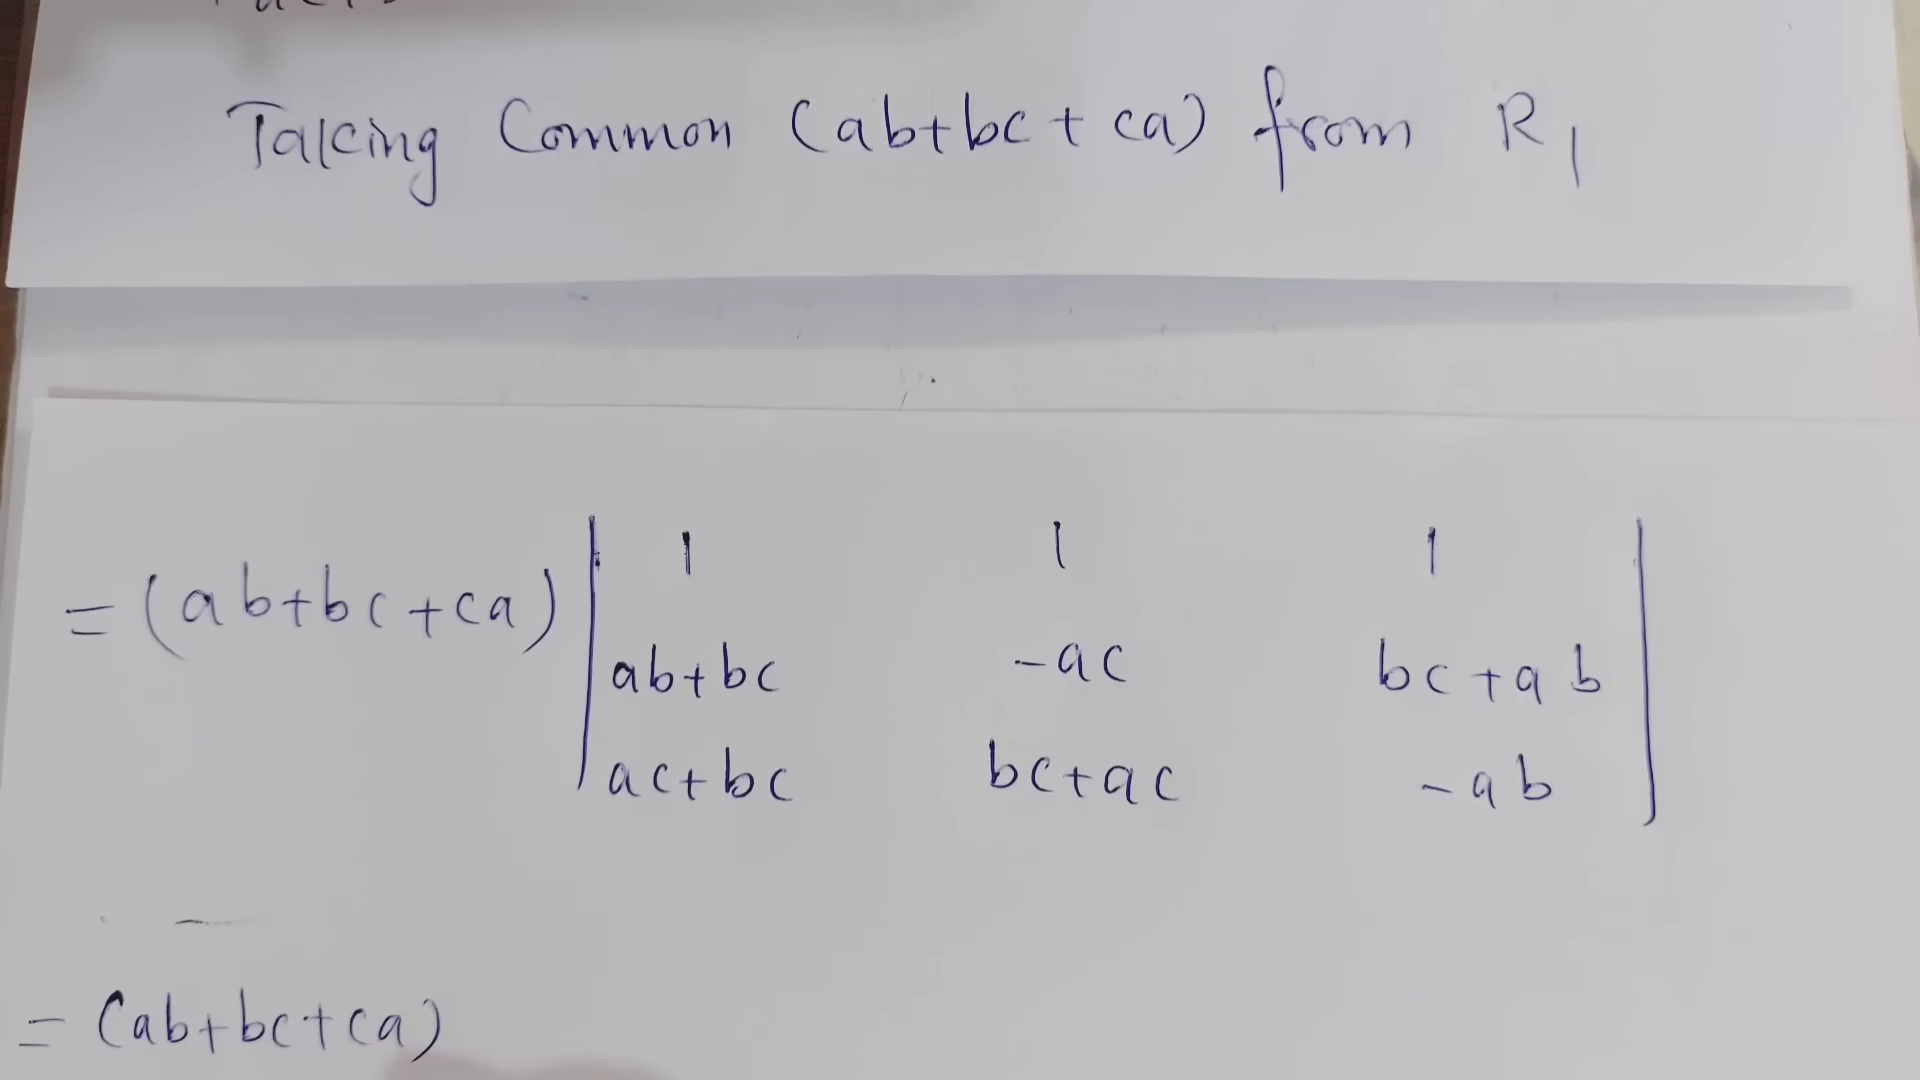 Taking Common (ab+bc+ca) from R1
= (ab+bc+ca) | 1 1 1 |
ab+bc -ac bc+ab
ac+bc bc+ac -ab
= (ab+bc+ca)